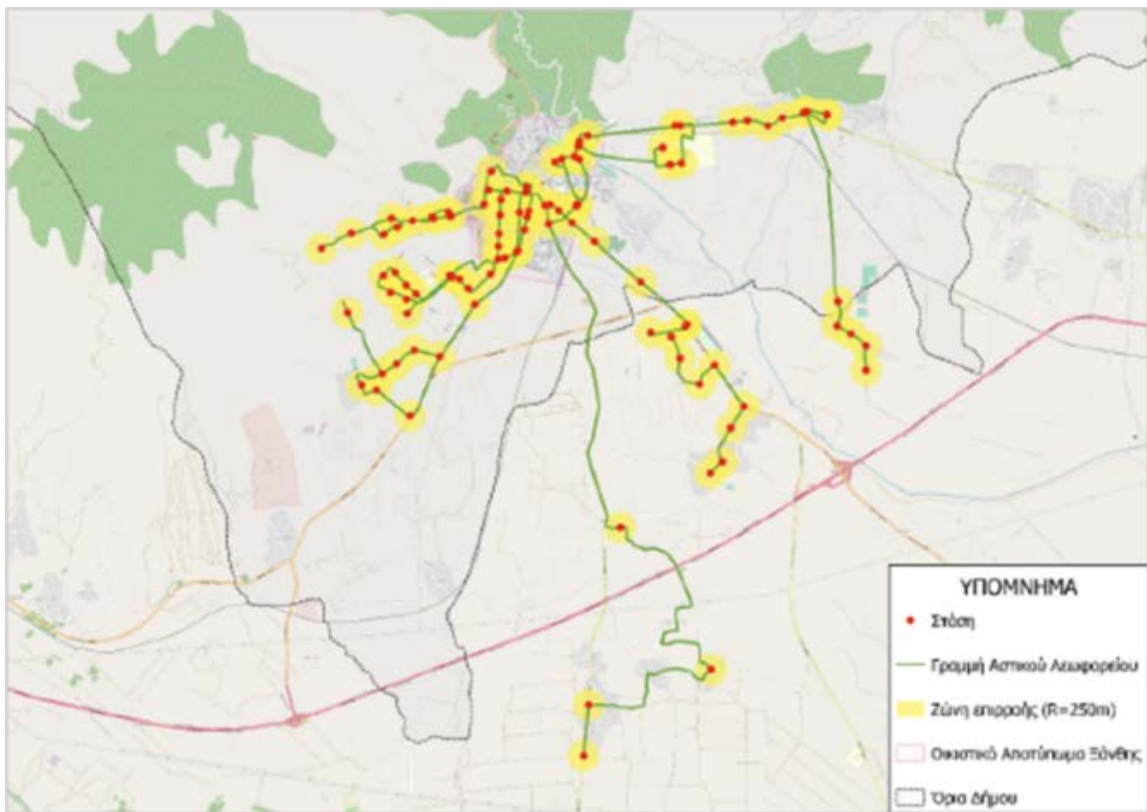 ΥΠΟΜΝΗΜΑ
Στάση
Γραμμή Αστικού Λεωφορείου
Ζώνη επιρροής (R=250m)
Οικιστικό Αποτύπωμα Ξάνθης
Όρια Δήμου